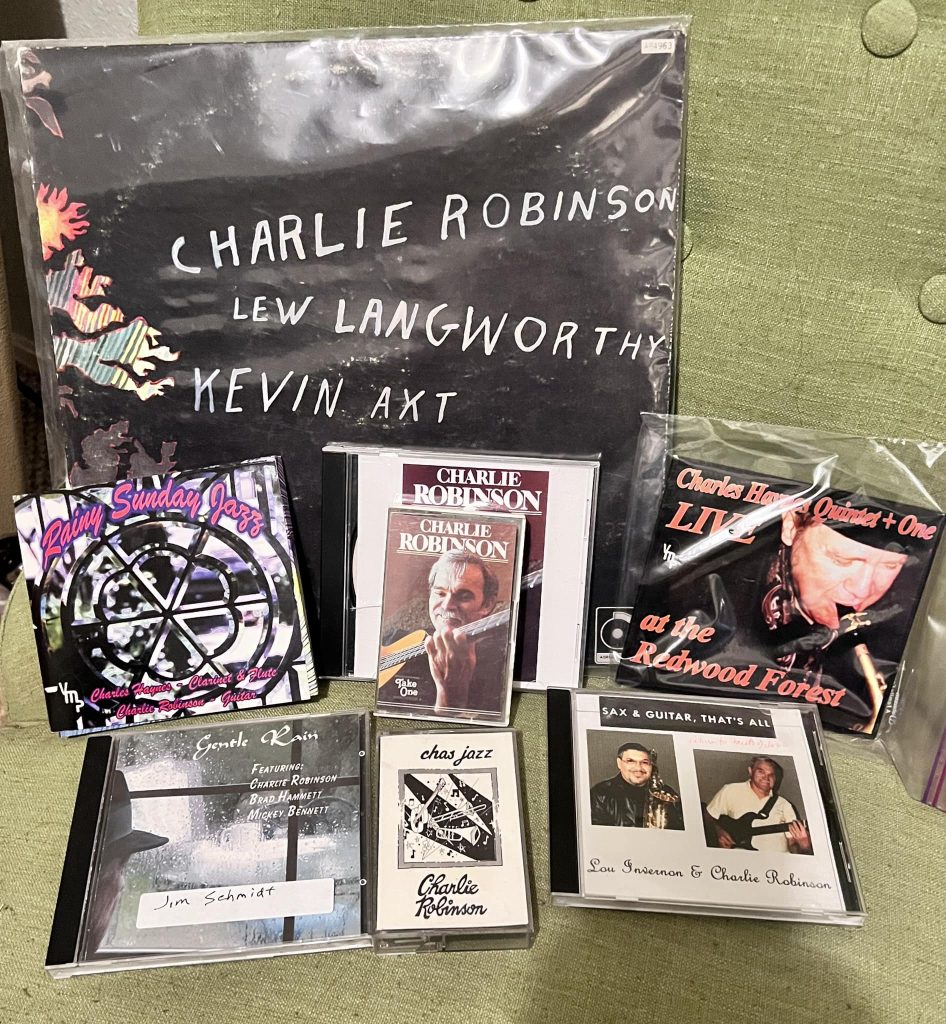 CHARLIE ROBINSON
LEW LANGWORTHY
KEVIN AXT
Rainy Sunday Jazz
Charles Haynes - Clarinet & Flute
Charlie Robinson - Guitar
CHARLIE
ROBINSON
CHARLIE
ROBINSON
Take
One
Charles Haynes Quintet + One
LIVE
at the
Redwood Forest
Gentle Rain
FEATURING:
CHARLIE ROBINSON
BRAD HAMMETT
MICKEY BENNETT
Jim Schmidt
chas jazz
Charlie
Robinson
SAX & GUITAR, THAT'S ALL
Lou Invernon & Charlie Robinson